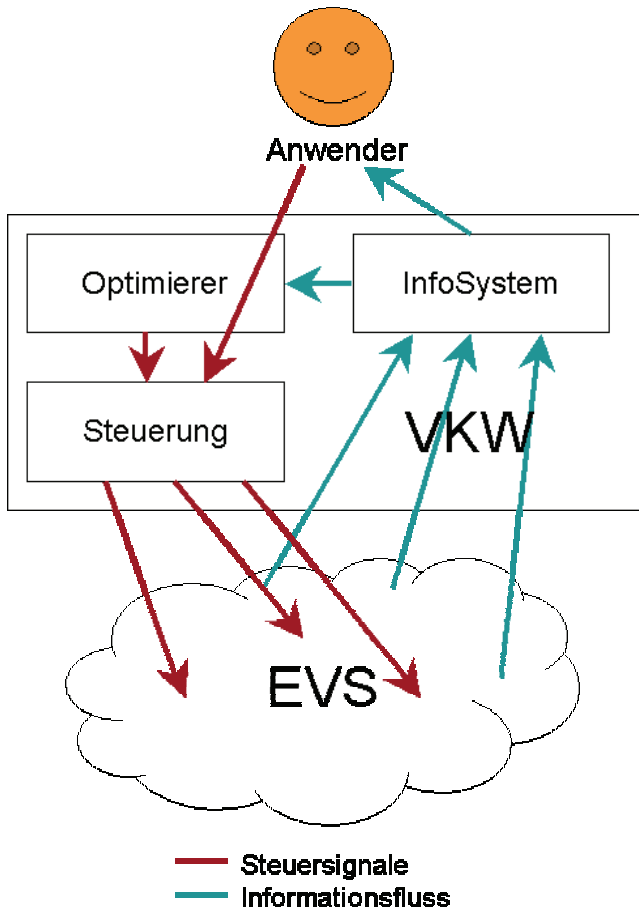 Anwender
Optimierer
InfoSystem
Steuerung
VKW
EVS
Steuersignale
Informationsfluss